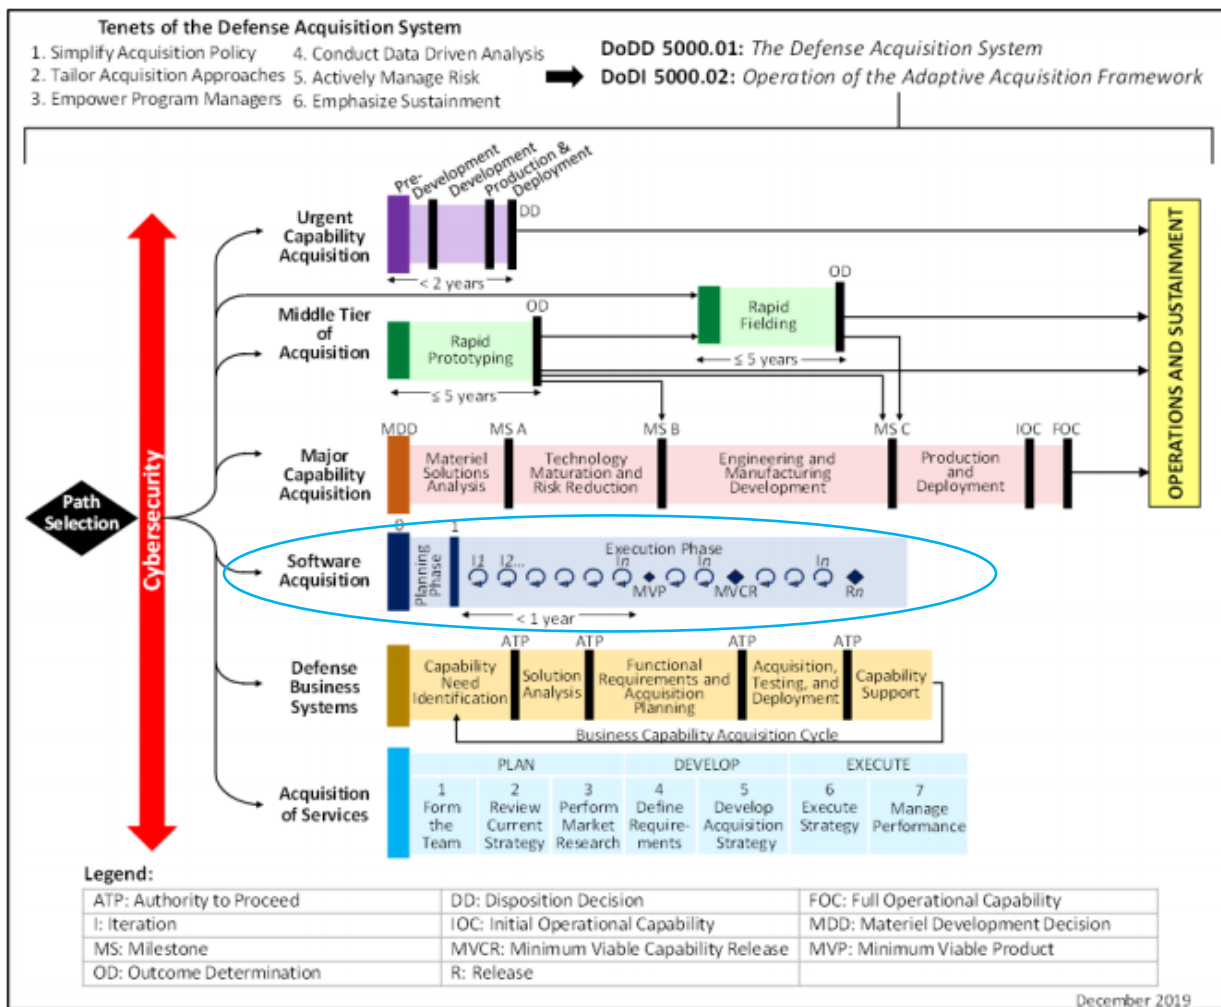 Tenets of the Defense Acquisition System
1. Simplify Acquisition Policy
2. Tailor Acquisition Approaches
3. Empower Program Managers
4. Conduct Data Driven Analysis
5. Actively Manage Risk
6. Emphasize Sustainment
DoDD 5000.01: The Defense Acquisition System
DoDI 5000.02: Operation of the Adaptive Acquisition Framework
Path
Selection
Cybersecurity
Urgent
Capability
Acquisition
Pre-
Development
Development
Production &
Deployment
DD
< 2 years
Middle Tier
of
Acquisition
Rapid
Prototyping
OD
≤ 5 years
Rapid
Fielding
OD
≤ 5 years
Major
Capability
Acquisition
MDD
Materiel
Solutions
Analysis
MS A
Technology
Maturation and
Risk Reduction
MS B
Engineering and
Manufacturing
Development
MS C
Production
and
Deployment
IOC
FOC
OPERATIONS AND SUSTAINMENT
Software
Acquisition
0
Planning
Phase
1
Execution Phase
I1
I2...
In
MVP
In
MVCR
In
Rn
< 1 year
Defense
Business
Systems
Capability
Need
Identification
ATP
Solution
Analysis
ATP
Functional
Requirements and
Acquisition
Planning
ATP
Acquisition,
Testing, and
Deployment
ATP
Capability
Support
Business Capability Acquisition Cycle
Acquisition
of Services
PLAN
DEVELOP
EXECUTE
1
Form
the
Team
2
Review
Current
Strategy
3
Perform
Market
Research
4
Define
Require-
ments
5
Develop
Acquisition
Strategy
6
Execute
Strategy
7
Manage
Performance
Legend:
ATP: Authority to Proceed
DD: Disposition Decision
FOC: Full Operational Capability
I: Iteration
IOC: Initial Operational Capability
MDD: Materiel Development Decision
MS: Milestone
MVCR: Minimum Viable Capability Release
MVP: Minimum Viable Product
OD: Outcome Determination
R: Release
December 2019